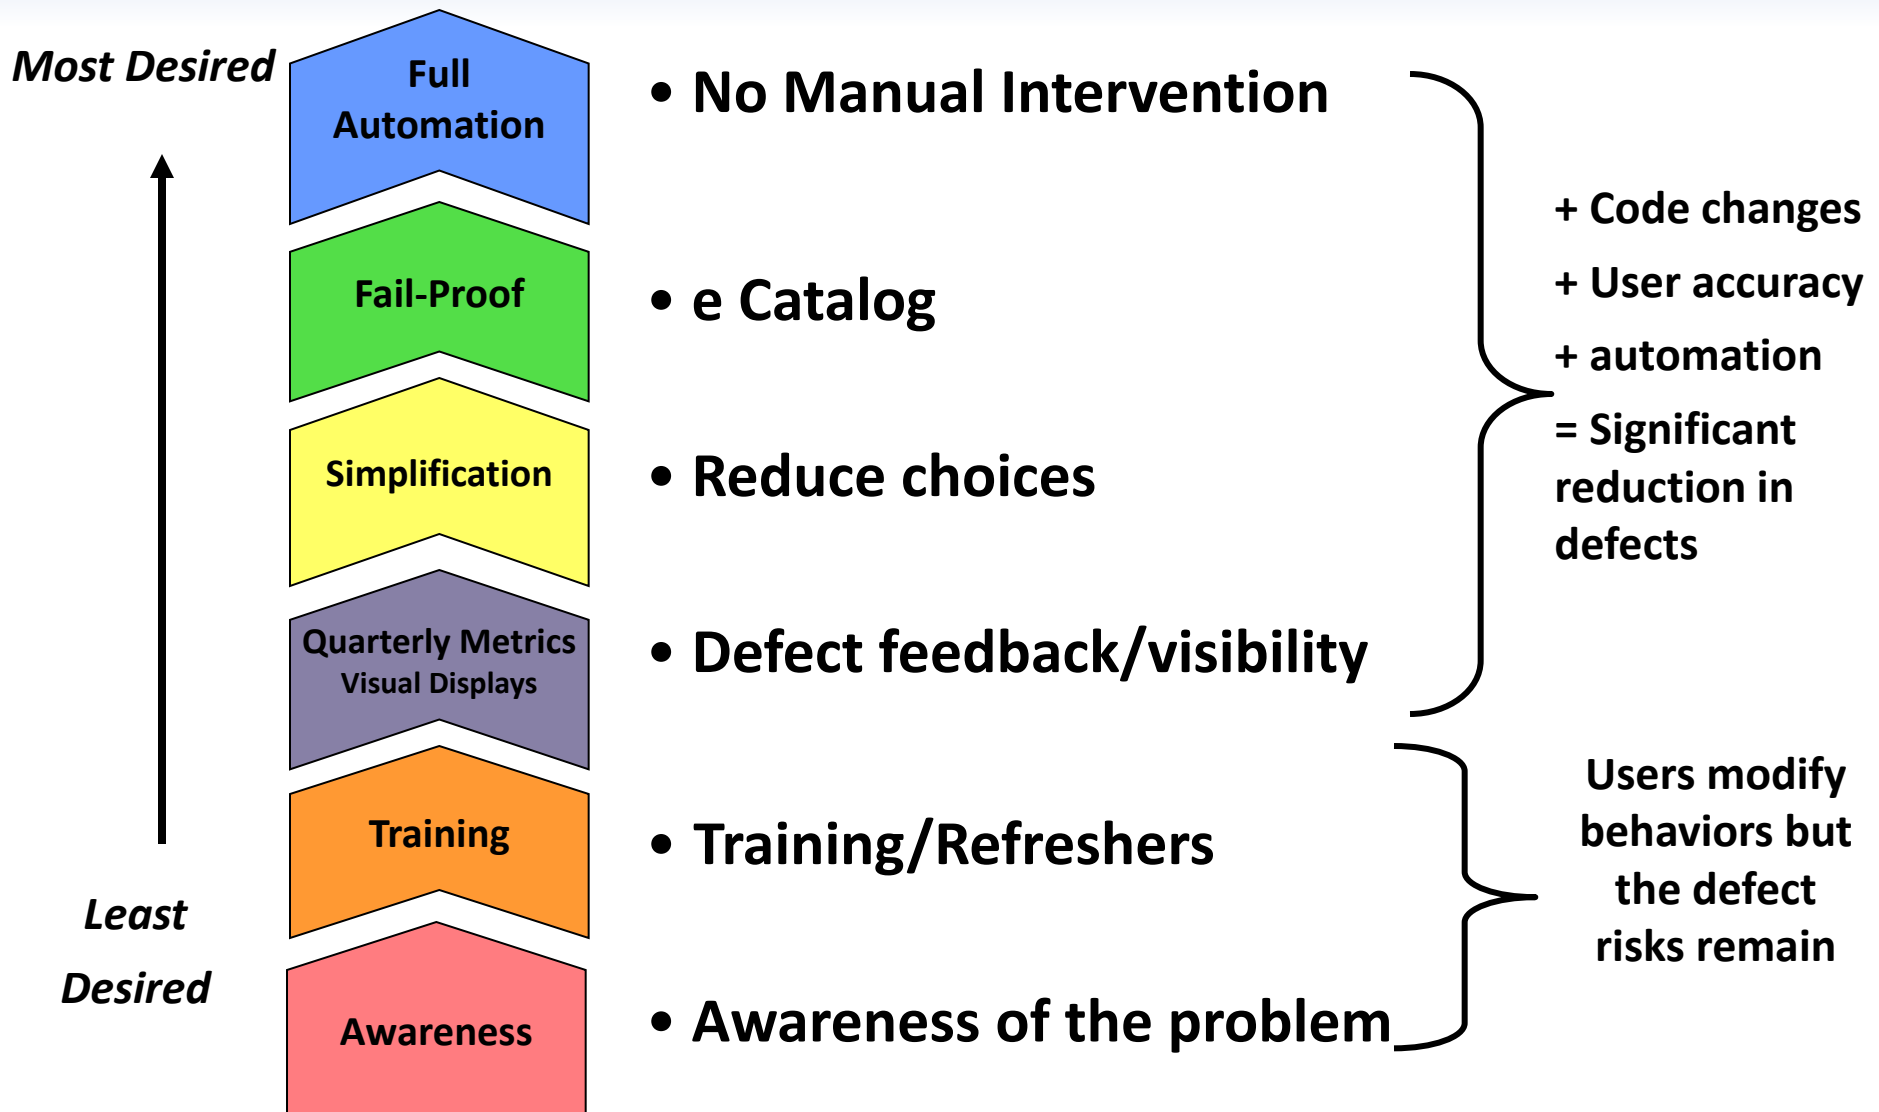 Most Desired
Full
Automation
• No Manual Intervention
+ Code changes
Fail-Proof
• e Catalog
+ User accuracy
+ automation
Simplification
• Reduce choices
= Significant
reduction in
defects
Quarterly Metrics
Visual Displays
• Defect feedback/visibility
Training
• Training/Refreshers
Users modify
behaviors but
the defect
risks remain
Least
Desired
Awareness
• Awareness of the problem